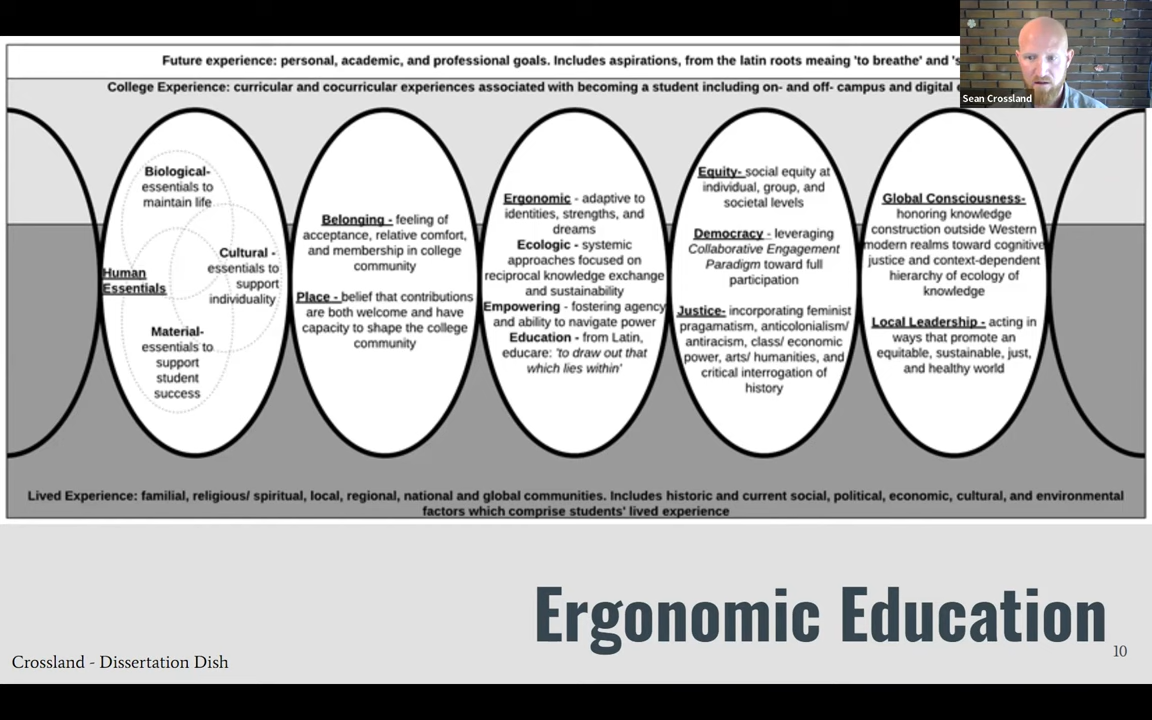 Future experience: personal, academic, and professional goals. Includes aspirations, from the latin roots meaing 'to breathe' and
College Experience: curricular and cocurricular experiences associated with becoming a student including on- and off- campus and digital
Sean Crossland
Biological-
essentials to
maintain life
Cultural -
essentials to
support
individuality
Human
Essentials
Material-
essentials to
support
student
success
Belonging - feeling of
acceptance, relative comfort,
and membership in college
community
Place - belief that contributions
are both welcome and have
capacity to shape the college
community
Ergonomic - adaptive to
identities, strengths, and
dreams
Ecologic - systemic
approaches focused on
reciprocal knowledge exchange
and sustainability
Empowering - fostering agency
and ability to navigate power
Education - from Latin,
educare: 'to draw out that
which lies within'
Equity- social equity at
individual, group, and
societal levels
Democracy - leveraging
Collaborative Engagement
Paradigm toward full
participation
Justice- incorporating feminist
pragamatism, anticolonialism/
antiracism, class/ economic
power, arts/ humanities, and
critical interrogation of
history
Global Consciousness-
honoring knowledge
construction outside Western
modern realms toward cognitive
justice and context-dependent
hierarchy of ecology of
knowledge
Local Leadership - acting in
ways that promote an
equitable, sustainable, just,
and healthy world
Lived Experience: familial, religious/ spiritual, local, regional, national and global communities. Includes historic and current social, political, economic, cultural, and environmental
factors which comprise students' lived experience
Ergonomic Education
Crossland - Dissertation Dish
10